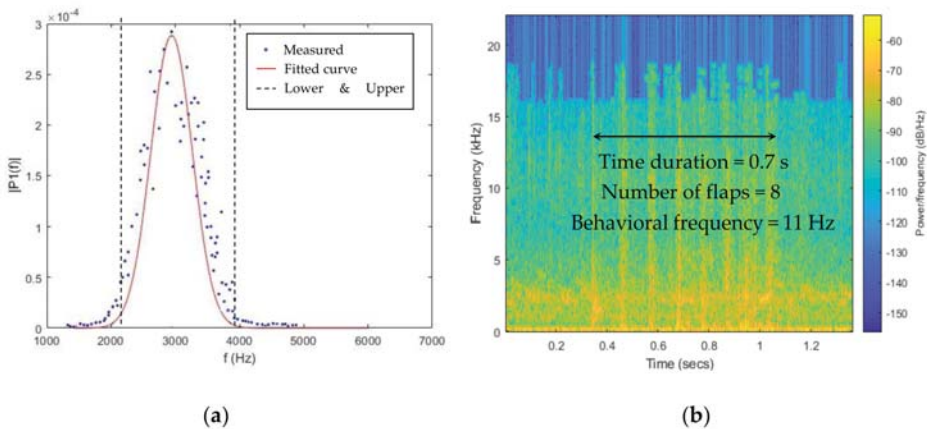 × 10⁻⁴
3
2.5
2
1.5
1
0.5
0
|P1(f)|
1000 2000 3000 4000 5000 6000 7000
f (Hz)
Measured
Fitted curve
Lower & Upper
(a)
20
15
10
5
0
Frequency (kHz)
Time duration = 0.7 s
Number of flaps = 8
Behavioral frequency = 11 Hz
0.2 0.4 0.6 0.8 1 1.2
Time (secs)
-60
-70
-80
-90
-100
-110
-120
-130
-140
-150
Power/frequency (dB/Hz)
(b)